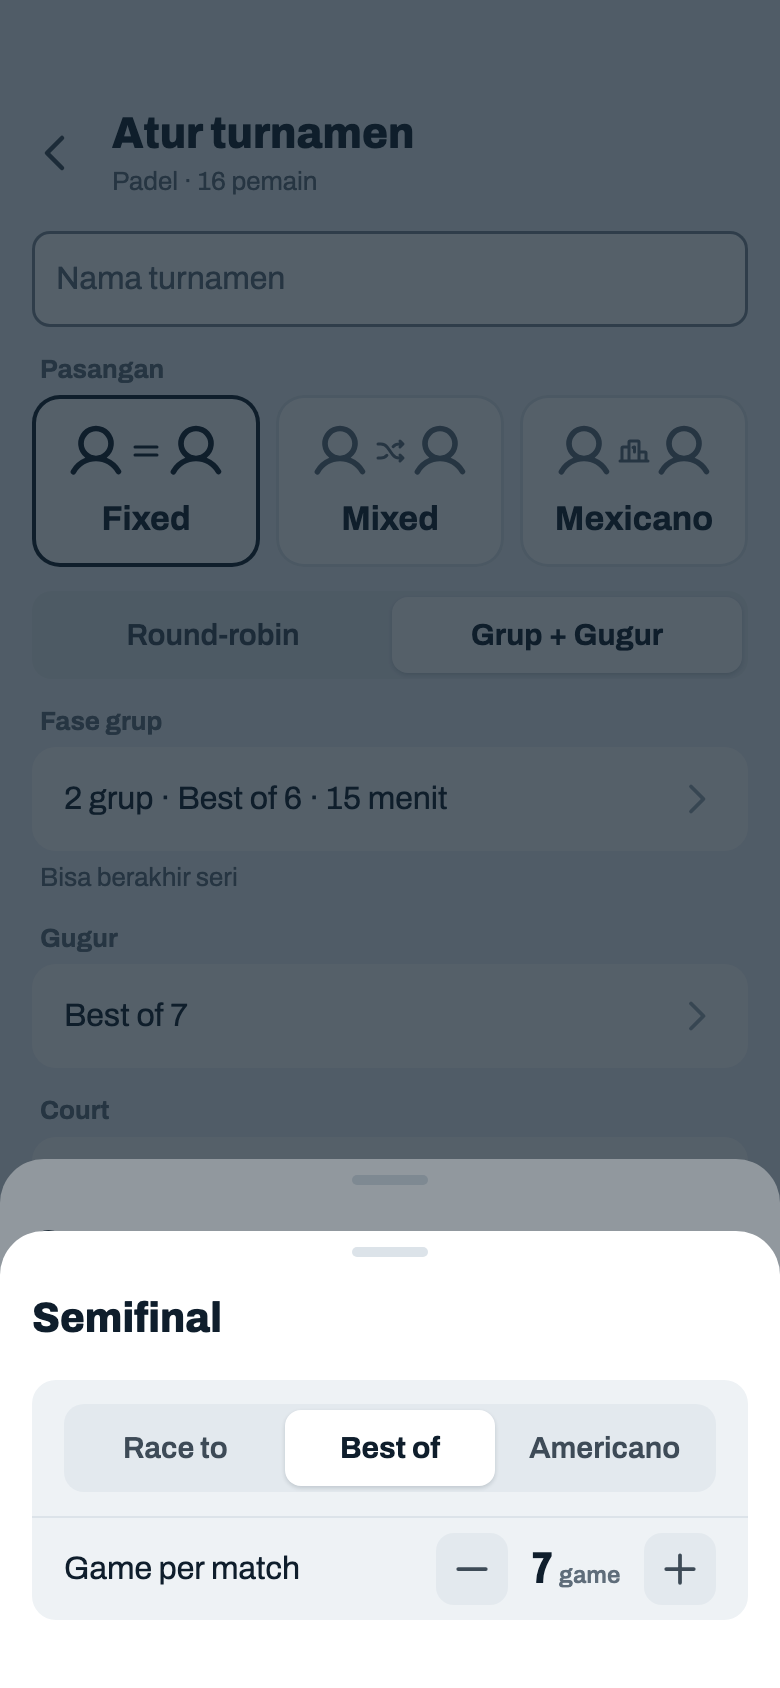 Atur turnamen
Padel · 16 pemain
Nama turnamen
Pasangan
Fixed
Mixed
Mexicano
Round-robin
Grup + Gugur
Fase grup
2 grup · Best of 6 · 15 menit
Bisa berakhir seri
Gugur
Best of 7
Court
Semifinal
Race to
Best of
Americano
Game per match
7 game